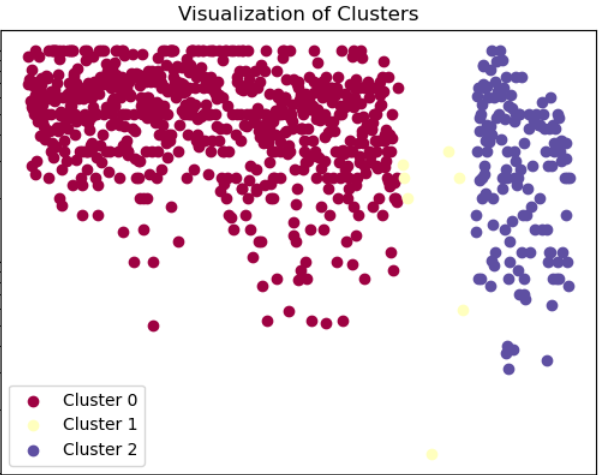 Visualization of Clusters
Cluster 0
Cluster 1
Cluster 2